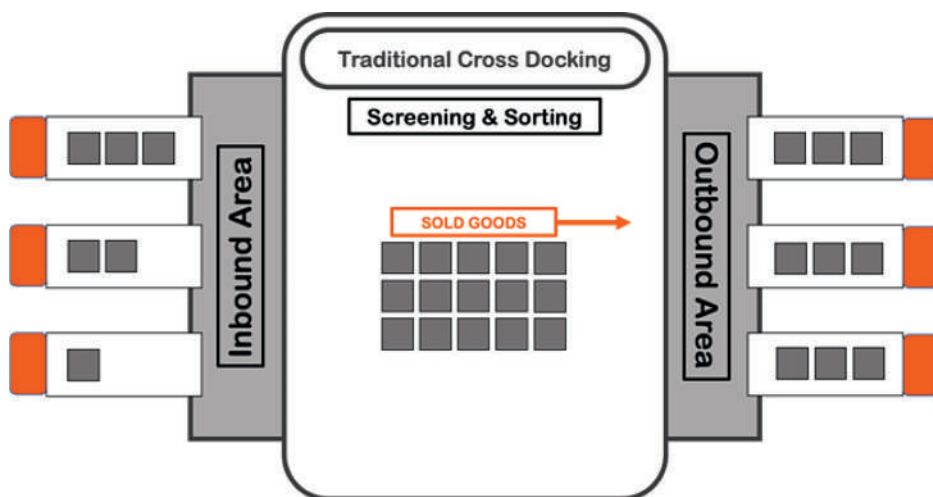 Traditional Cross Docking
Screening & Sorting
Inbound Area
SOLD GOODS
Outbound Area